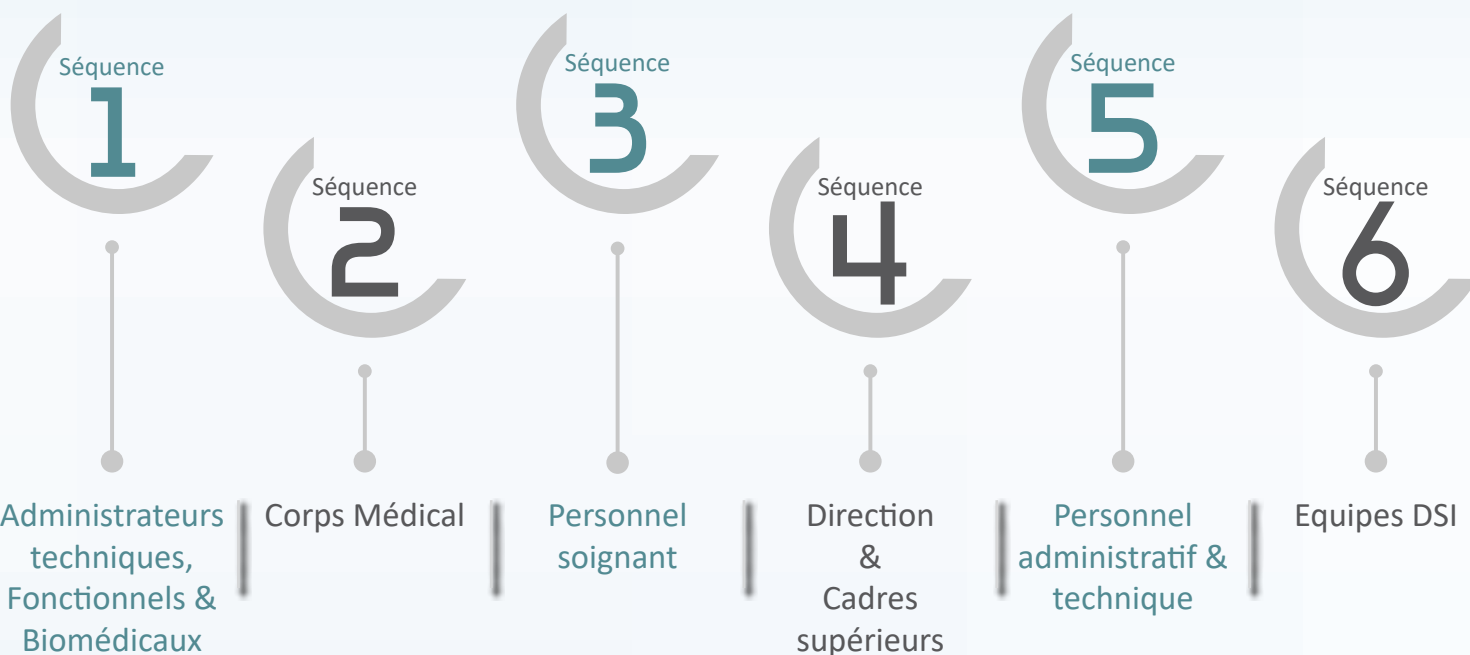 Séquence
1
Séquence
2
Séquence
3
Séquence
4
Séquence
5
Séquence
6
Administrateurs
techniques,
Fonctionnels &
Biomédicaux
Corps Médical
Personnel
soignant
Direction
&
Cadres
supérieurs
Personnel
administratif &
technique
Equipes DSI